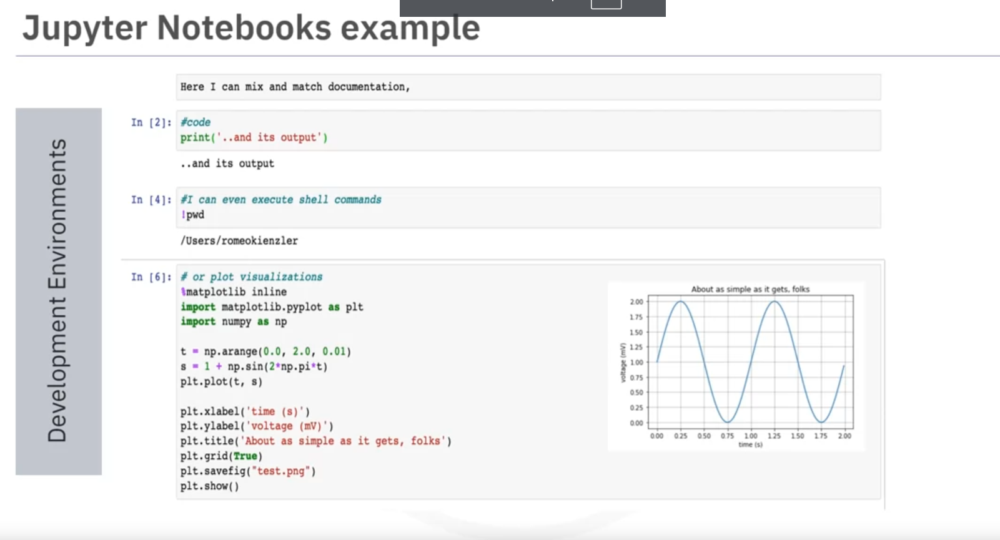 Jupyter Notebooks example
Development Environments
Here I can mix and match documentation,
In [2]: #code
print('..and its output')
..and its output
In [4]: #I can even execute shell commands
!pwd
/Users/romeokienzler
In [6]: # or plot visualizations
%matplotlib inline
import matplotlib.pyplot as plt
import numpy as np
t = np.arange(0.0, 2.0, 0.01)
s = 1 + np.sin(2*np.pi*t)
plt.plot(t, s)
plt.xlabel('time (s)')
plt.ylabel('voltage (mV)')
plt.title('About as simple as it gets, folks')
plt.grid(True)
plt.savefig("test.png")
plt.show()
About as simple as it gets, folks
voltage (mV)
2.00
1.75
1.50
1.25
1.00
0.75
0.50
0.25
0.00
0.00 0.25 0.50 0.75 1.00 1.25 1.50 1.75 2.00
time (s)